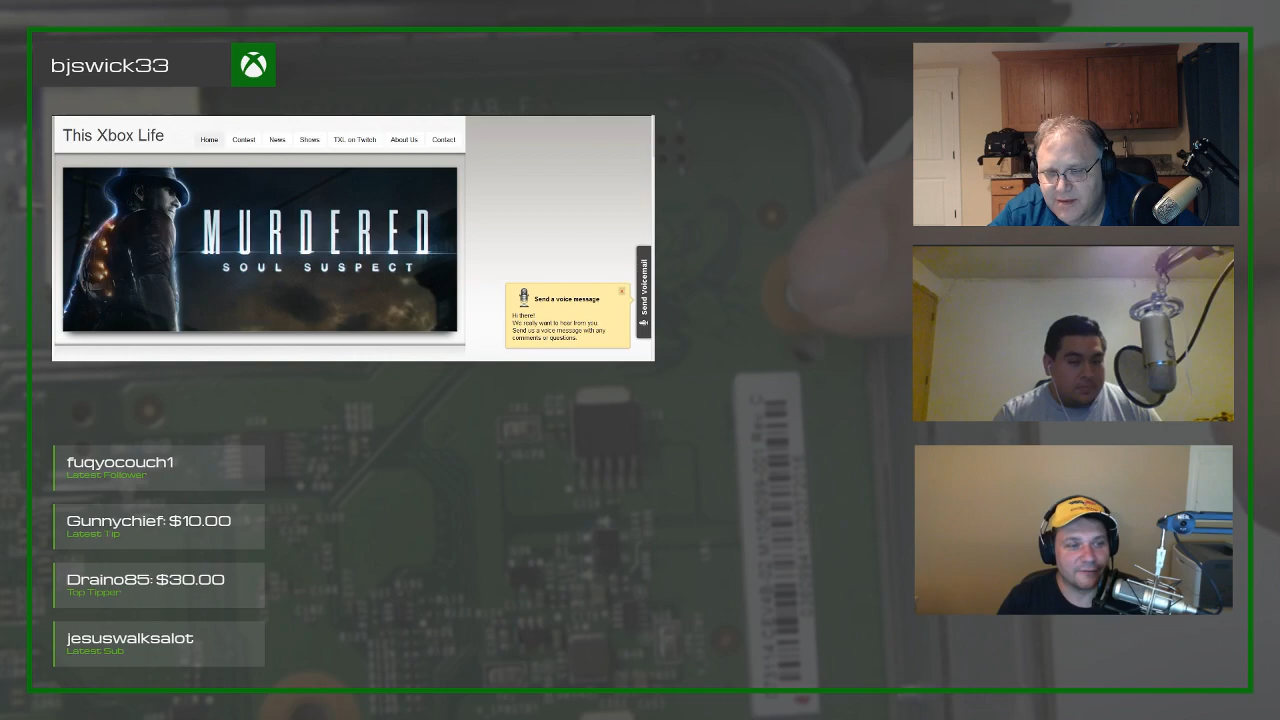 bjswick33
This Xbox Life
Home Contest News Shows TXL on Twitch About Us Contact
MURDERED
SOUL SUSPECT
Send a voice message
x
Hi there!
We really want to hear from you.
Send us a voice message with any
comments or questions.
Send Voicemail
fuqyocouch1
Latest Follower
Gunnychief: $10.00
Latest Tip
Draino85: $30.00
Top Tipper
jesuswalksalot
Latest Sub